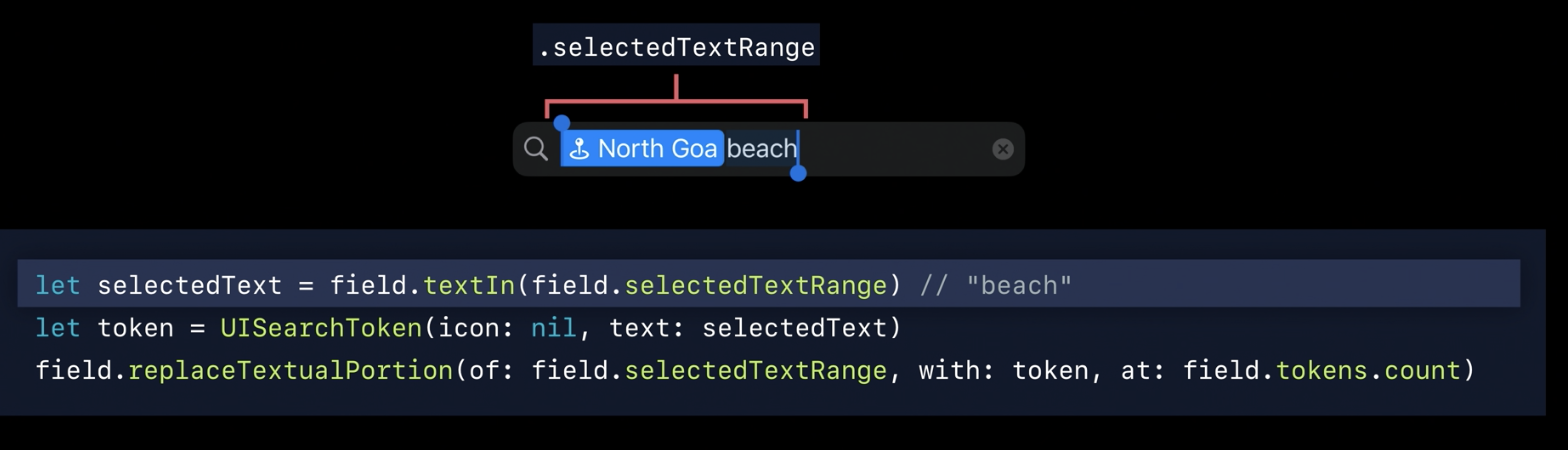 .selectedTextRange
North Goa beach
let selectedText = field.textIn(field.selectedTextRange) // "beach"
let token = UISearchToken(icon: nil, text: selectedText)
field.replaceTextualPortion(of: field.selectedTextRange, with: token, at: field.tokens.count)